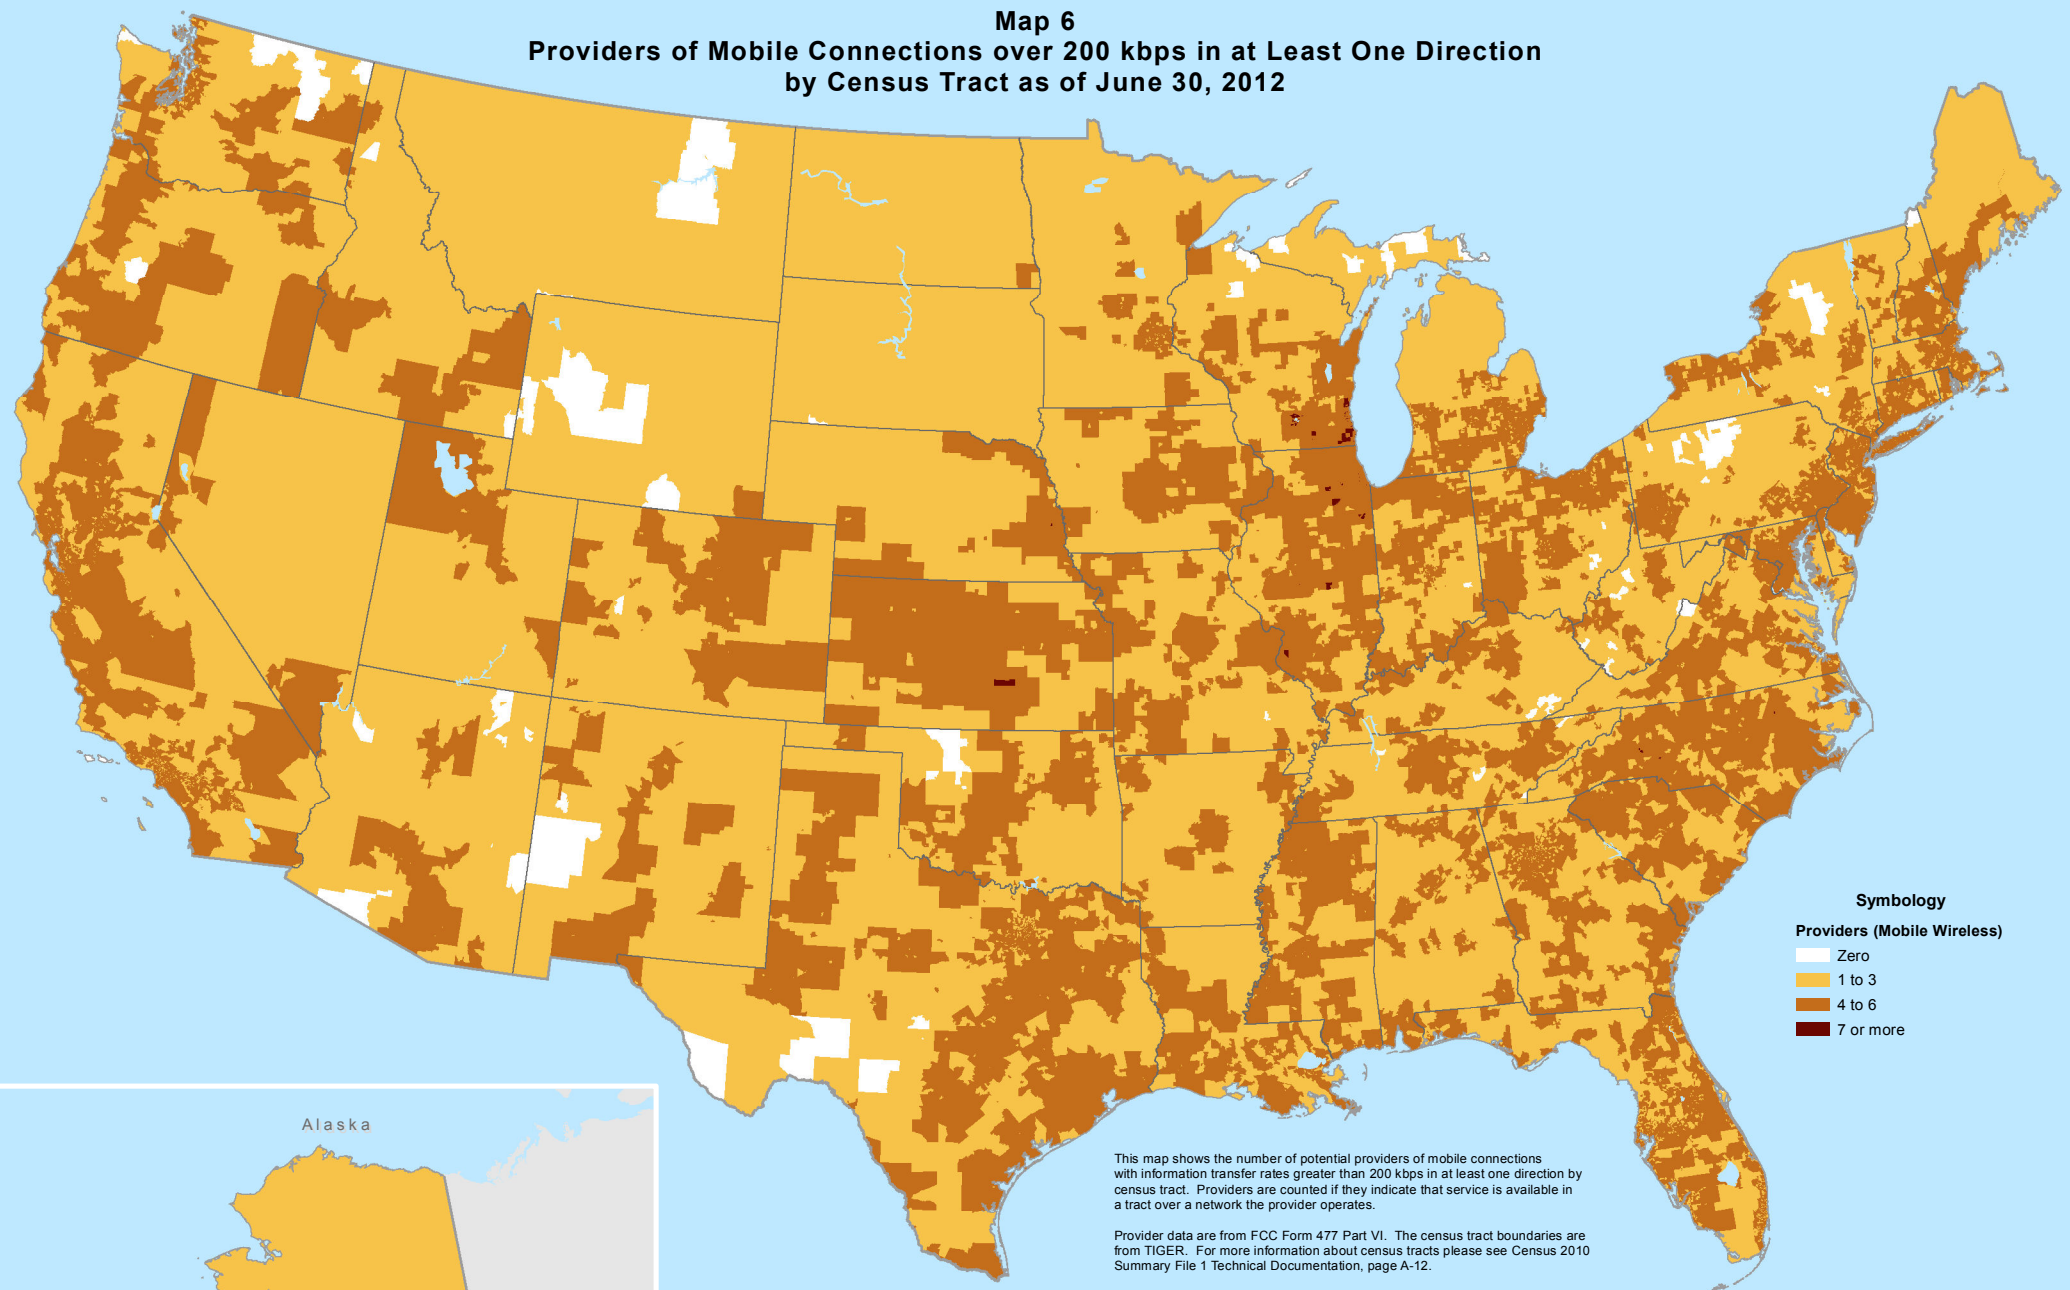 Map 6
Providers of Mobile Connections over 200 kbps in at Least One Direction
by Census Tract as of June 30, 2012
Symbology
Providers (Mobile Wireless)
Zero
1 to 3
4 to 6
7 or more
Alaska
This map shows the number of potential providers of mobile connections
with information transfer rates greater than 200 kbps in at least one direction by
census tract. Providers are counted if they indicate that service is available in
a tract over a network the provider operates.
Provider data are from FCC Form 477 Part VI. The census tract boundaries are
from TIGER. For more information about census tracts please see Census 2010
Summary File 1 Technical Documentation, page A-12.